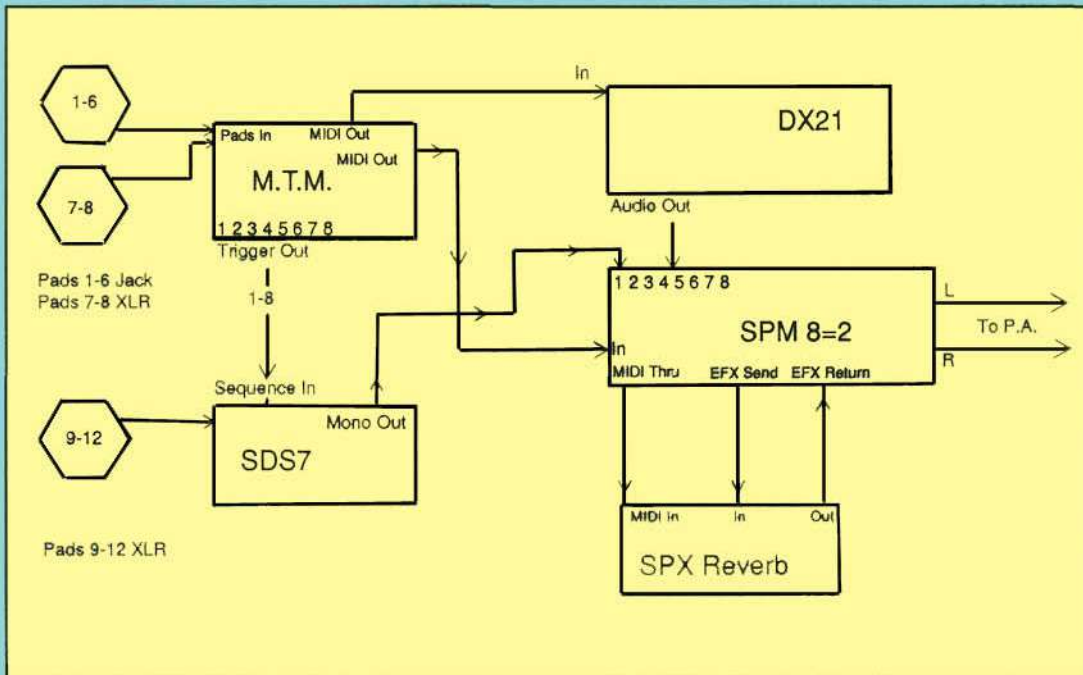 1-6
In
DX21
Pads In
MIDI Out
MIDI Out
M.T.M.
7-8
1 2 3 4 5 6 7 8
Trigger Out
Audio Out
Pads 1-6 Jack
Pads 7-8 XLR
1-8
1 2 3 4 5 6 7 8
L
To P.A.
SPM 8=2
In
R
MIDI Thru
EFX Send
EFX Return
Sequence In
Mono Out
9-12
SDS7
MIDI In
In
Out
Pads 9-12 XLR
SPX Reverb